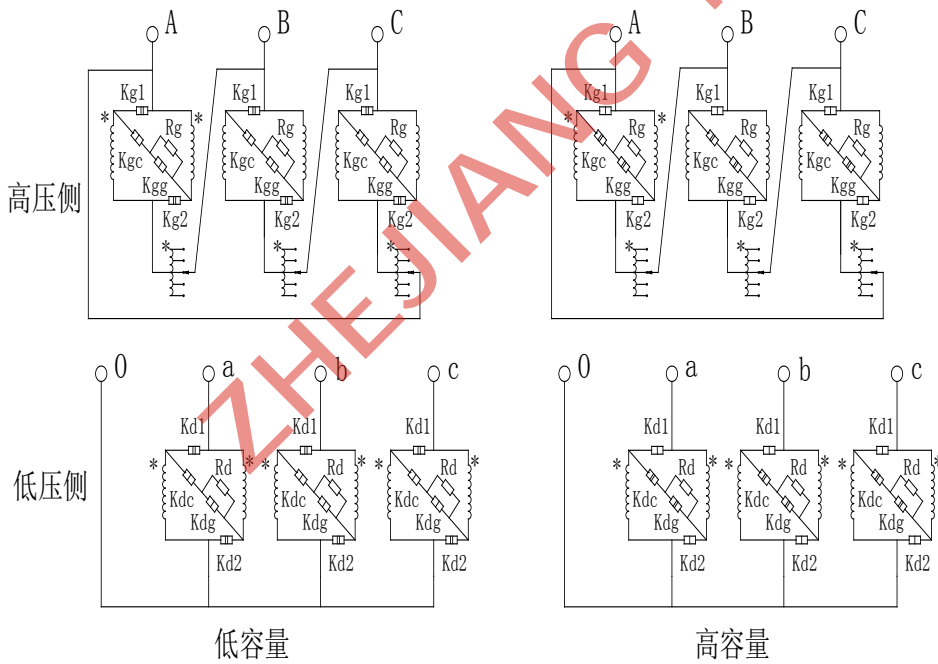 A B C A B C
Kg1 Kg1 Kg1 Kg1 Kg1 Kg1
* * * *
Rg Rg Rg Rg Rg Rg
Kgc Kgc Kgc Kgc Kgc Kgc
Kgg Kgg Kgg Kgg Kgg Kgg
高压侧
Kg2 Kg2 Kg2 Kg2
* * * * * *
0 a b c 0 a b c
Kd1 Kd1 Kd1 Kd1 Kd1 Kd1
* * * * * * * * * * * *
Rd Rd Rd Rd Rd Rd
低压侧
Kdc Kdc Kdc Kdc Kdc Kdc
Kdg Kdg Kdg Kdg Kdg Kdg
Kd2 Kd2 Kd2 Kd2 Kd2 Kd2
低容量 高容量
ZHEJIANG